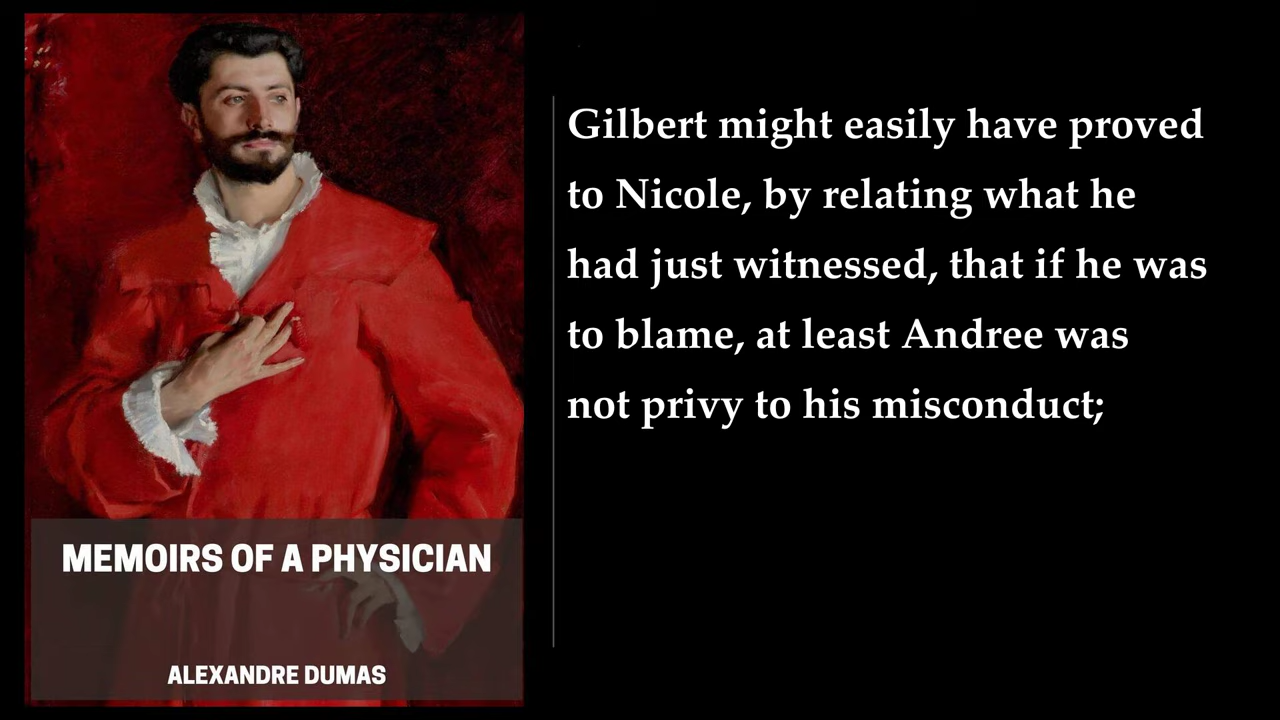 MEMOIRS OF A PHYSICIAN
ALEXANDRE DUMAS
Gilbert might easily have proved
to Nicole, by relating what he
had just witnessed, that if he was
to blame, at least Andree was
not privy to his misconduct;